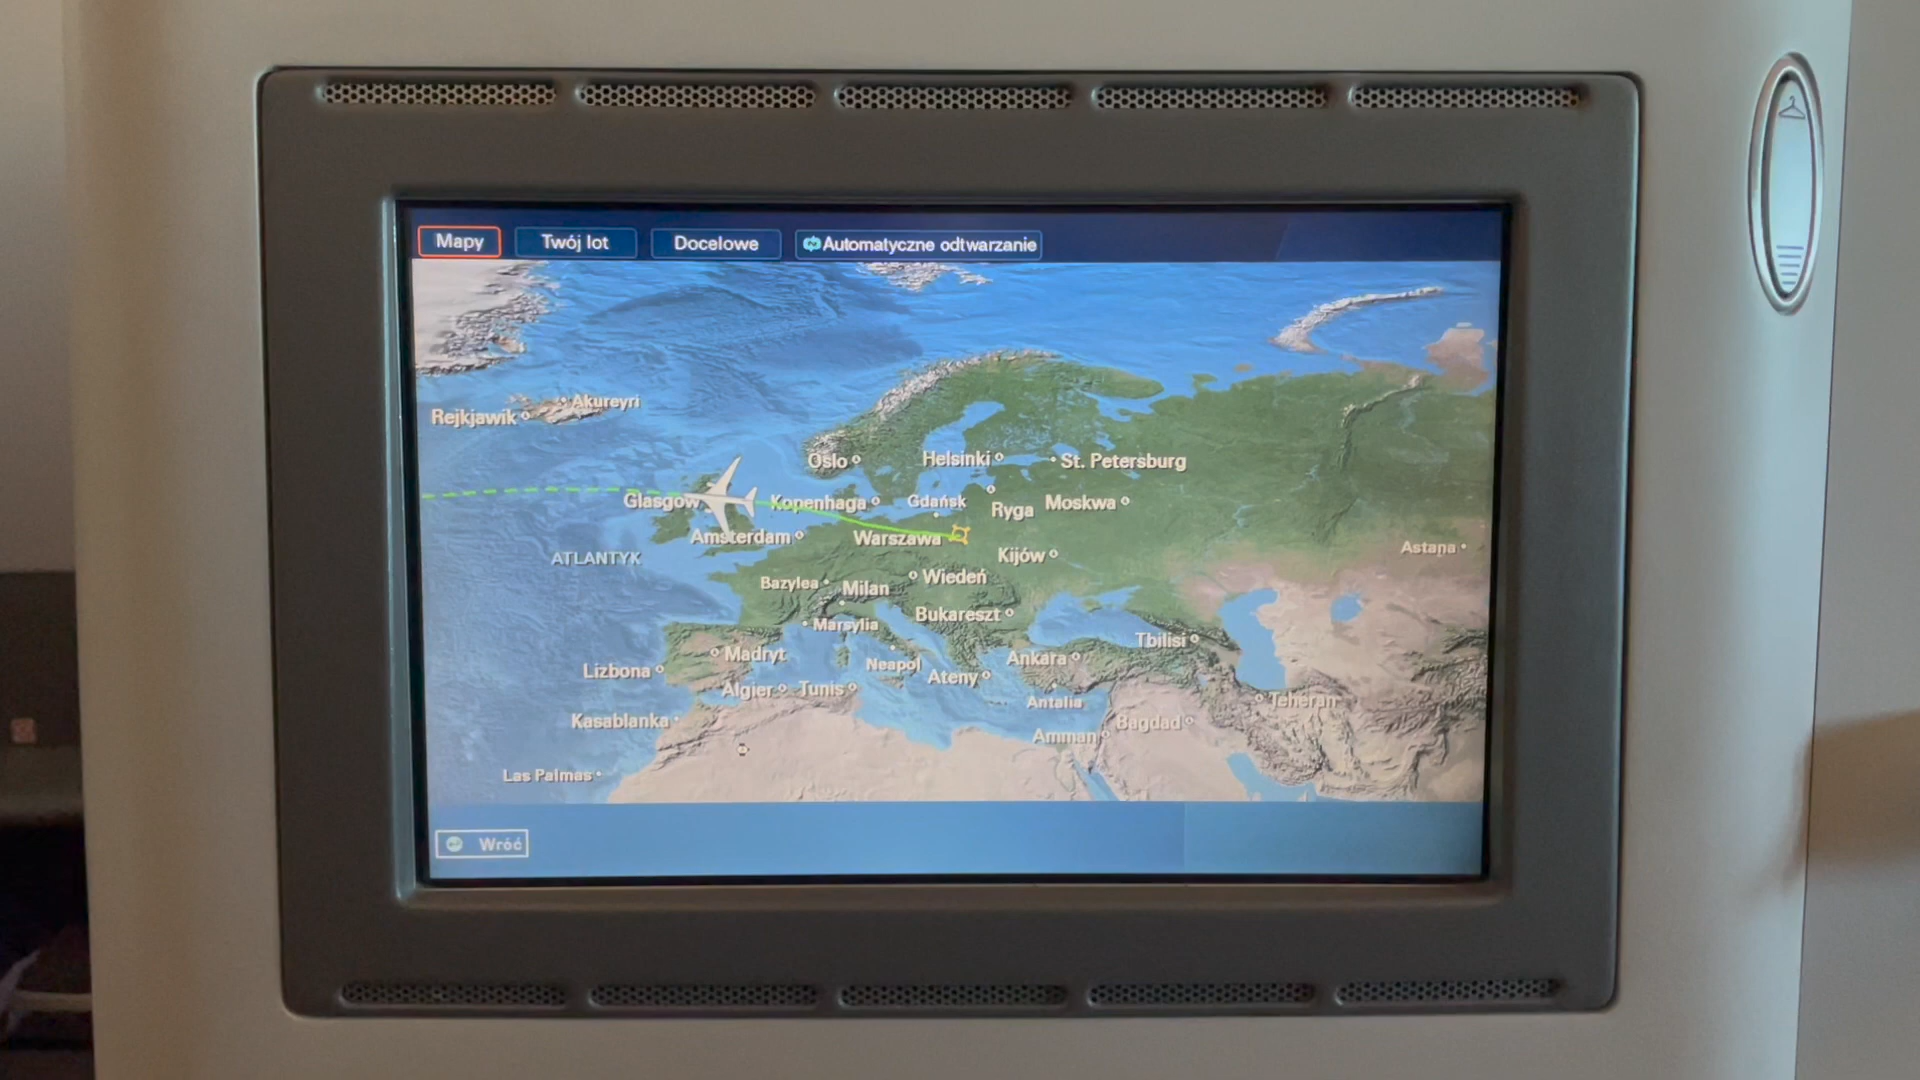 Mapy
Twój lot
Docelowe
Automatyczne odtwarzanie
Akureyri
Rejkjawik
Oslo
Helsinki
St. Petersburg
Glasgow
Kopenhaga
Gdańsk
Ryga
Moskwa
Amsterdam
Warszawa
Kijów
Astana
ATLANTYK
Bazylea
Milan
Wiedeń
Bukareszt
Marsylia
Tbilisi
Madryt
Neapol
Ankara
Lizbona
Ateny
Algier
Tunis
Antalia
Teheran
Kasablanka
Bagdad
Amman
Las Palmas
Wróć